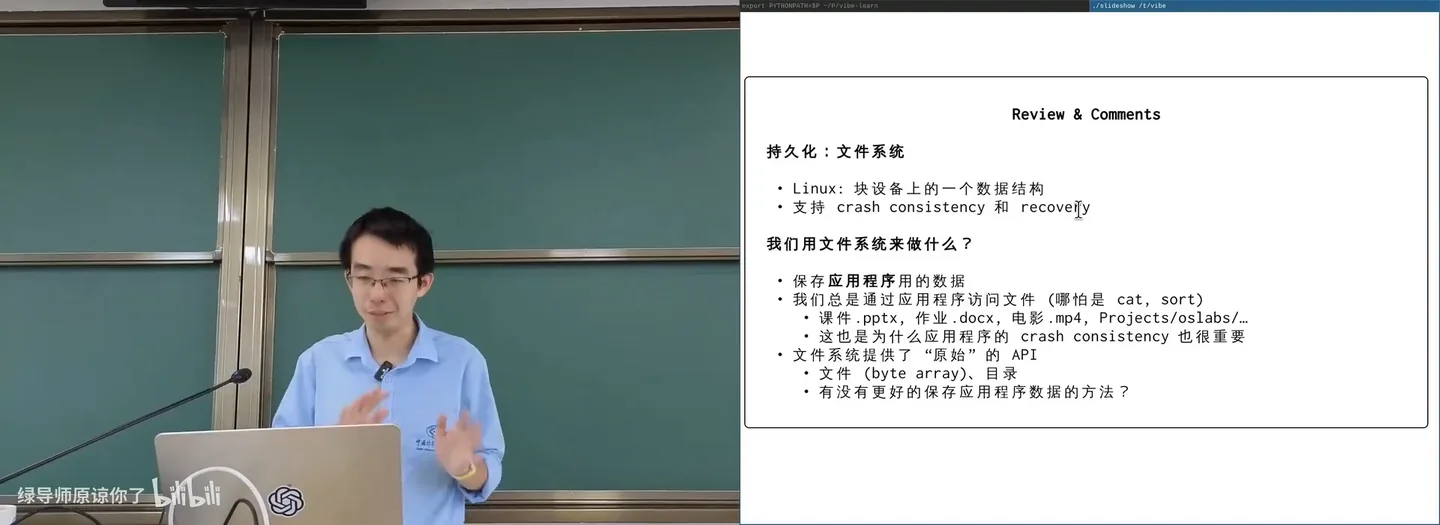 export PYTHONPATH=$P ~/P/vibe-learn
./slideshow /t/vibe
Review & Comments
持久化：文件系统
• Linux: 块设备上的一个数据结构
• 支持 crash consistency 和 recovery
我们用文件系统来做什么？
• 保存应用程序用的数据
• 我们总是通过应用程序访问文件 (哪怕是 cat, sort)
• 课件.pptx, 作业.docx, 电影.mp4, Projects/oslabs/…
• 这也是为什么应用程序的 crash consistency 也很重要
• 文件系统提供了 “原始” 的 API
• 文件 (byte array)、目录
• 有没有更好的保存应用程序数据的方法？
绿导师原谅你了 bilibili